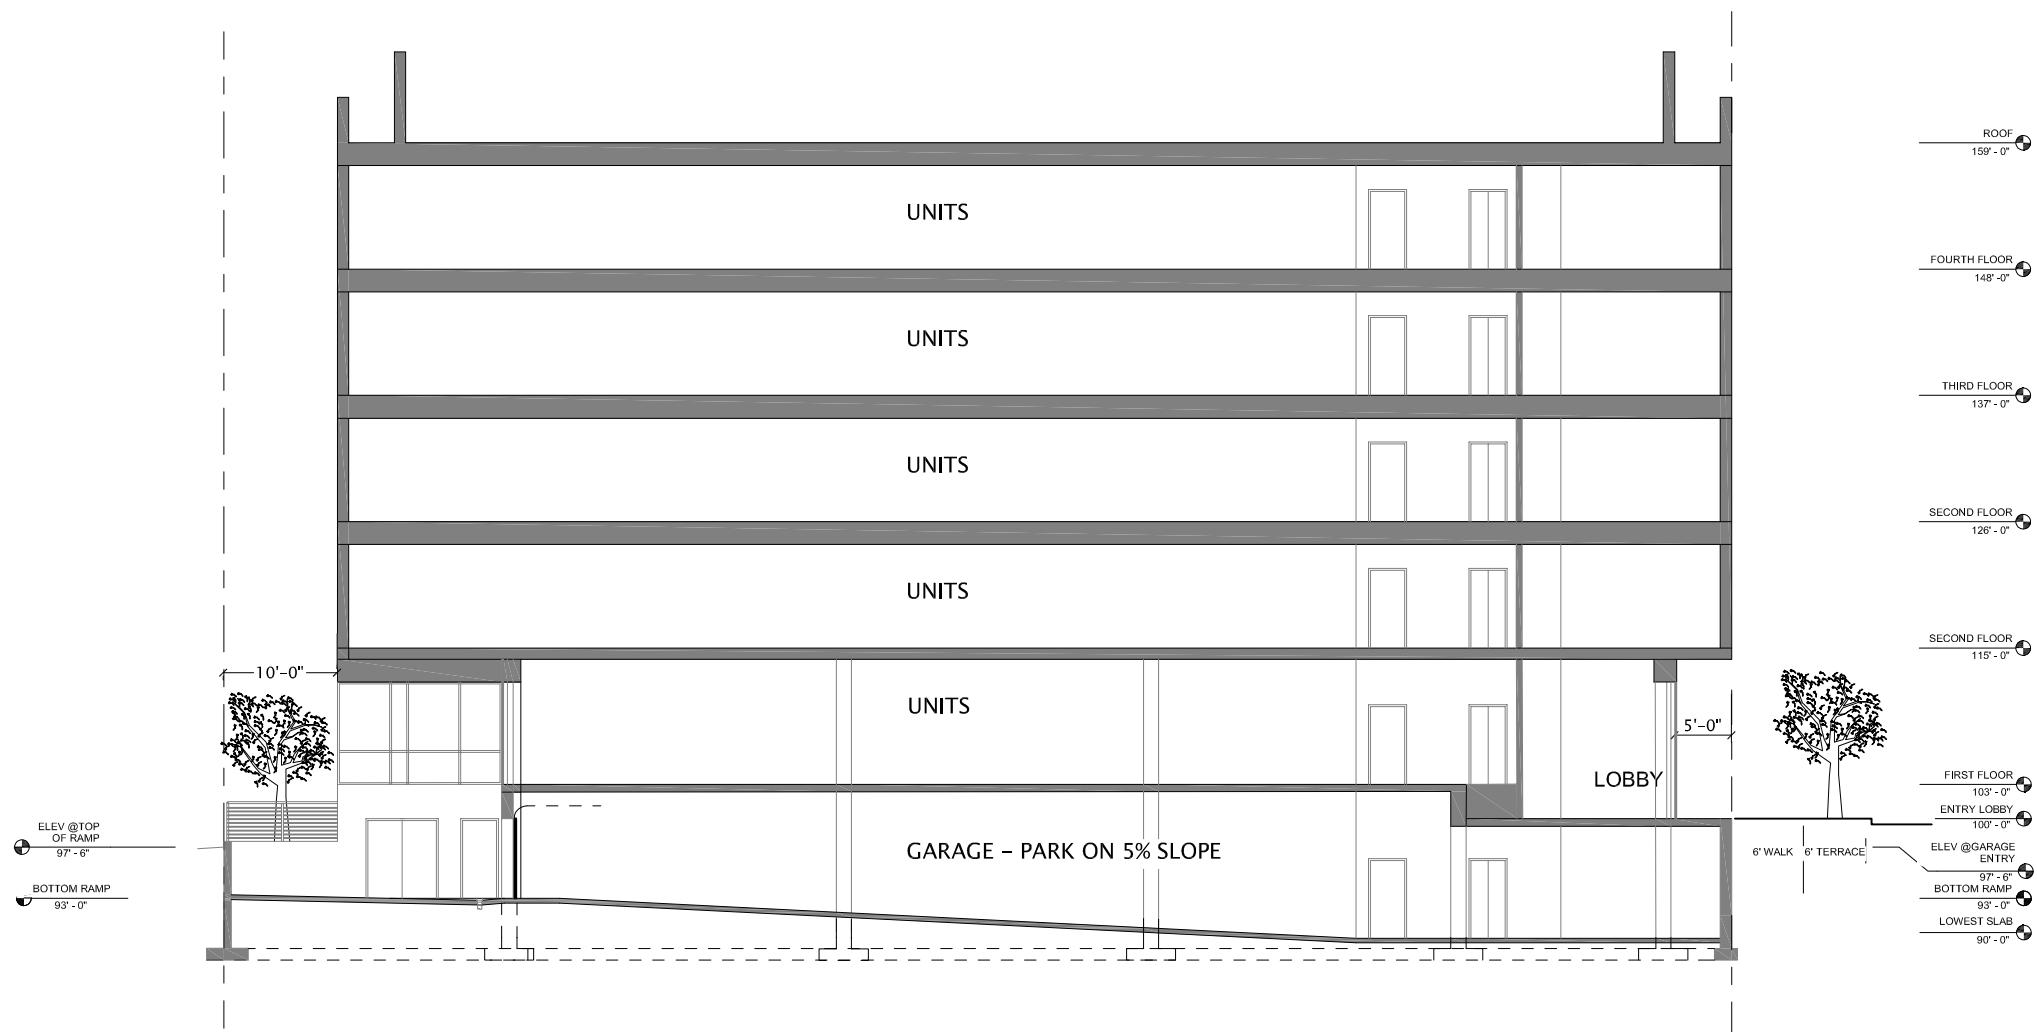 ROOF
159' - 0"
UNITS
FOURTH FLOOR
148' -0"
UNITS
THIRD FLOOR
137' - 0"
UNITS
SECOND FLOOR
126' - 0"
UNITS
SECOND FLOOR
115' - 0"
10'-0"
UNITS
5'-0"
LOBBY
FIRST FLOOR
103' - 0"
ENTRY LOBBY
100' - 0"
ELEV @TOP
OF RAMP
97' - 6"
GARAGE – PARK ON 5% SLOPE
6' WALK
6' TERRACE
ELEV @GARAGE
ENTRY
97' - 6"
BOTTOM RAMP
93' - 0"
BOTTOM RAMP
93' - 0"
LOWEST SLAB
90' - 0"